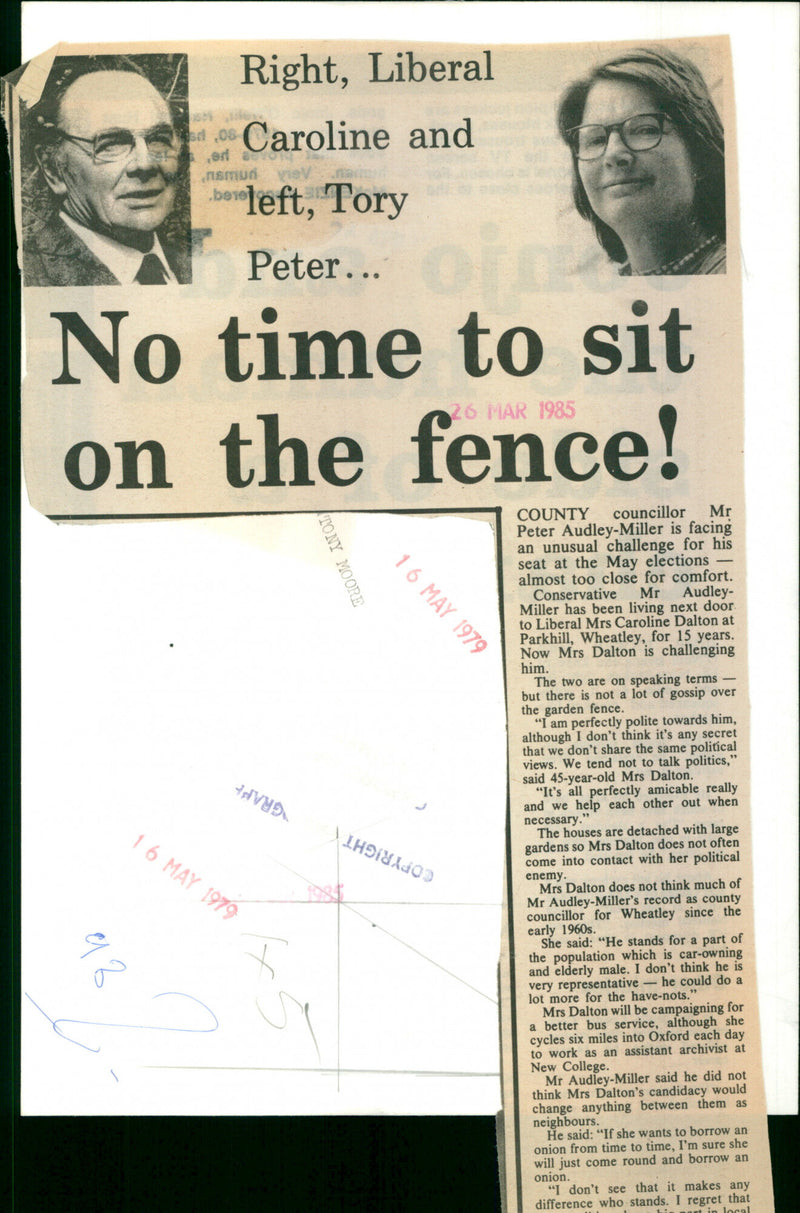 Right, Liberal
Caroline and
left, Tory
Peter...
No time to sit
on the fence!
26 MAR 1985
COUNTY councillor Mr
Peter Audley-Miller is facing
an unusual challenge for his
seat at the May elections —
almost too close for comfort.
Conservative Mr Audley-
Miller has been living next door
to Liberal Mrs Caroline Dalton at
Parkhill, Wheatley, for 15 years.
Now Mrs Dalton is challenging
him.
The two are on speaking terms —
but there is not a lot of gossip over
the garden fence.
“I am perfectly polite towards him,
although I don’t think it’s any secret
that we don’t share the same political
views. We tend not to talk politics,”
said 45-year-old Mrs Dalton.
“It’s all perfectly amicable really
and we help each other out when
necessary.”
The houses are detached with large
gardens so Mrs Dalton does not often
come into contact with her political
enemy.
Mrs Dalton does not think much of
Mr Audley-Miller’s record as county
councillor for Wheatley since the
early 1960s.
She said: “He stands for a part of
the population which is car-owning
and elderly male. I don’t think he is
very representative — he could do a
lot more for the have-nots.”
Mrs Dalton will be campaigning for
a better bus service, although she
cycles six miles into Oxford each day
to work as an assistant archivist at
New College.
Mr Audley-Miller said he did not
think Mrs Dalton’s candidacy would
change anything between them as
neighbours.
He said: “If she wants to borrow an
onion from time to time, I’m sure she
will just come round and borrow an
onion.
“I don’t see that it makes any
difference who stands. I regret that
TONY MOORE
16 MAY 1979
GRAPH
COPYRIGHT
16 MAY 1979
1985